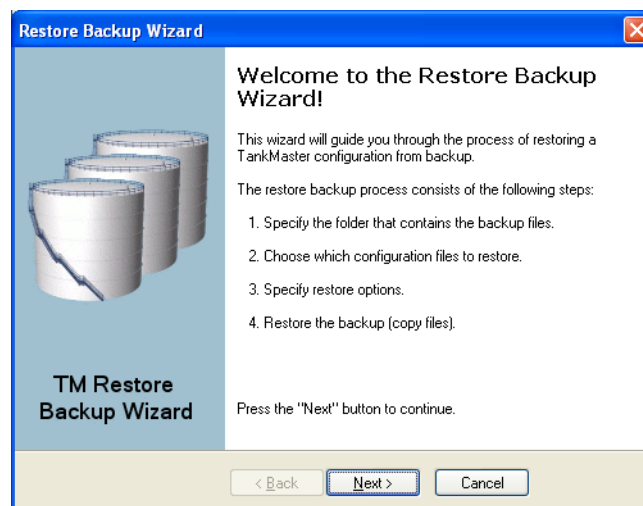 Restore Backup Wizard
Welcome to the Restore Backup
Wizard!
This wizard will guide you through the process of restoring a
TankMaster configuration from backup.
The restore backup process consists of the following steps:
1. Specify the folder that contains the backup files.
2. Choose which configuration files to restore.
3. Specify restore options.
4. Restore the backup (copy files).
TM Restore
Backup Wizard
Press the "Next" button to continue.
< Back
Next >
Cancel